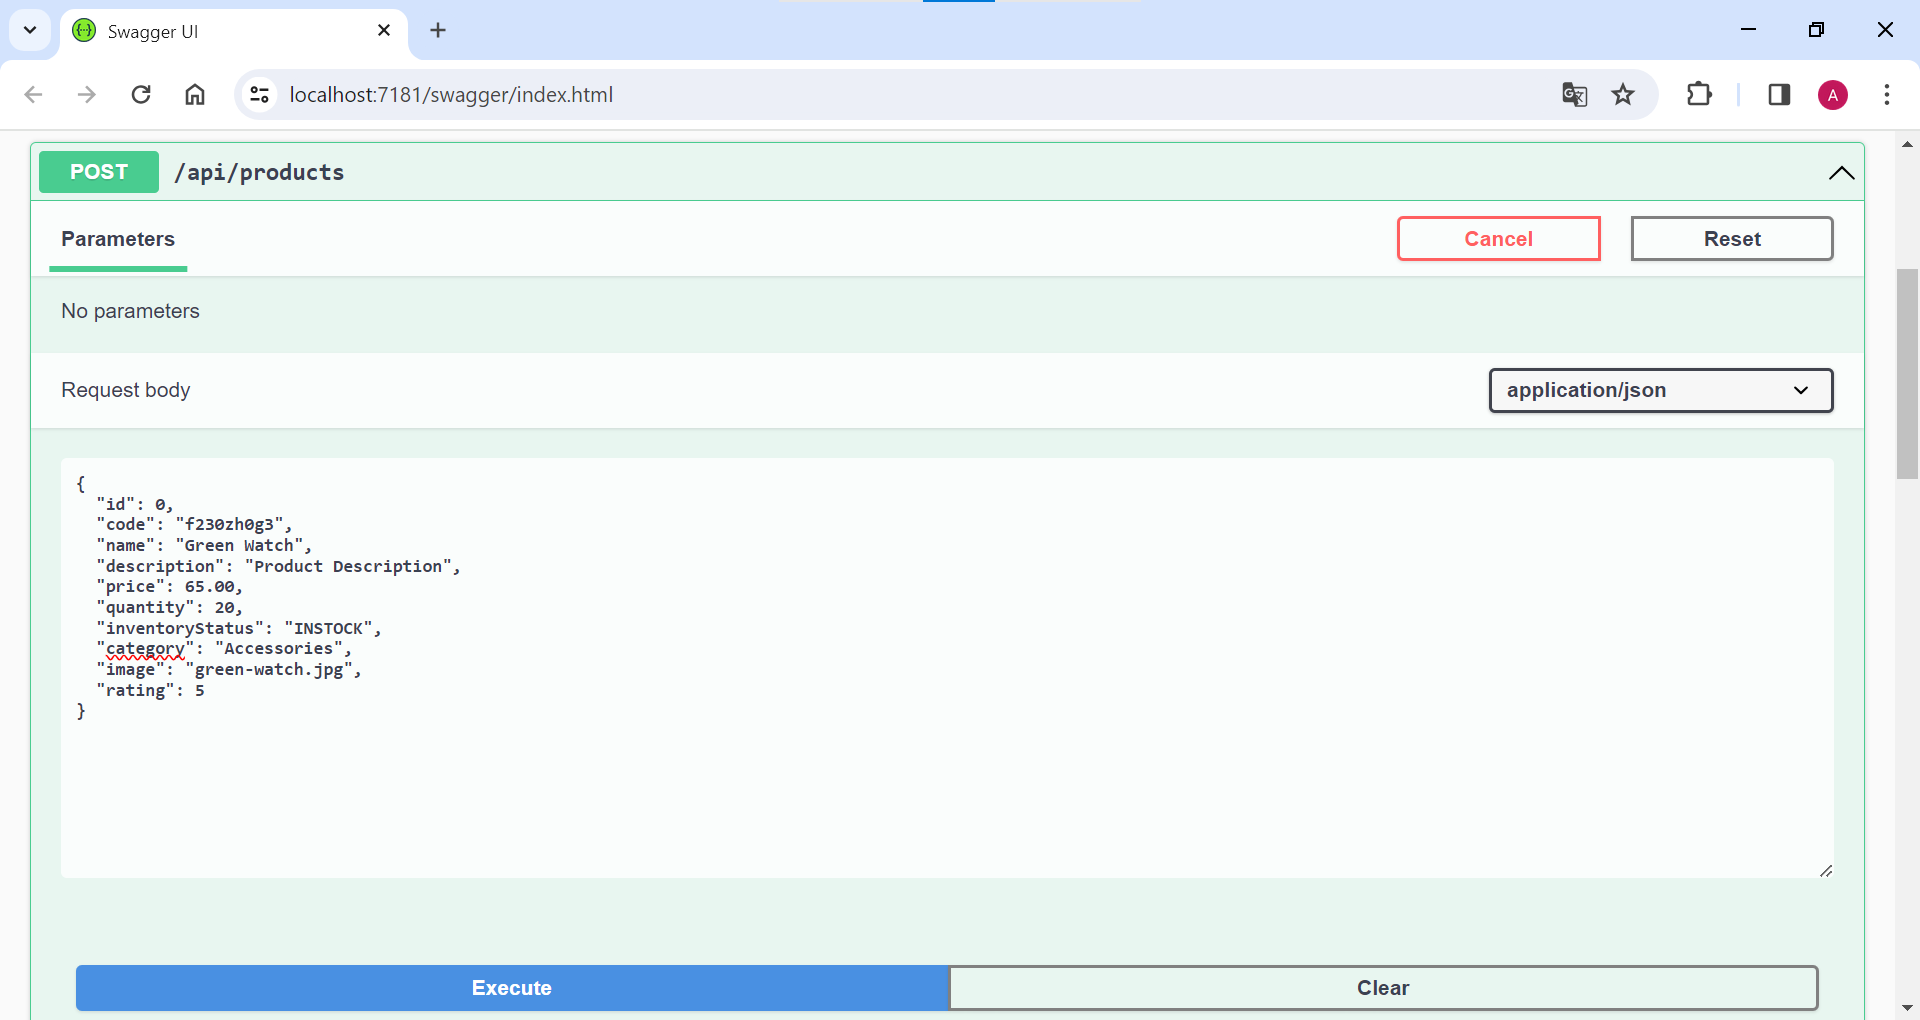 Swagger UI
localhost:7181/swagger/index.html
A
POST /api/products
Parameters
Cancel
Reset
No parameters
Request body
application/json
{
  "id": 0,
  "code": "f230zh0g3",
  "name": "Green Watch",
  "description": "Product Description",
  "price": 65.00,
  "quantity": 20,
  "inventoryStatus": "INSTOCK",
  "category": "Accessories",
  "image": "green-watch.jpg",
  "rating": 5
}
Execute
Clear